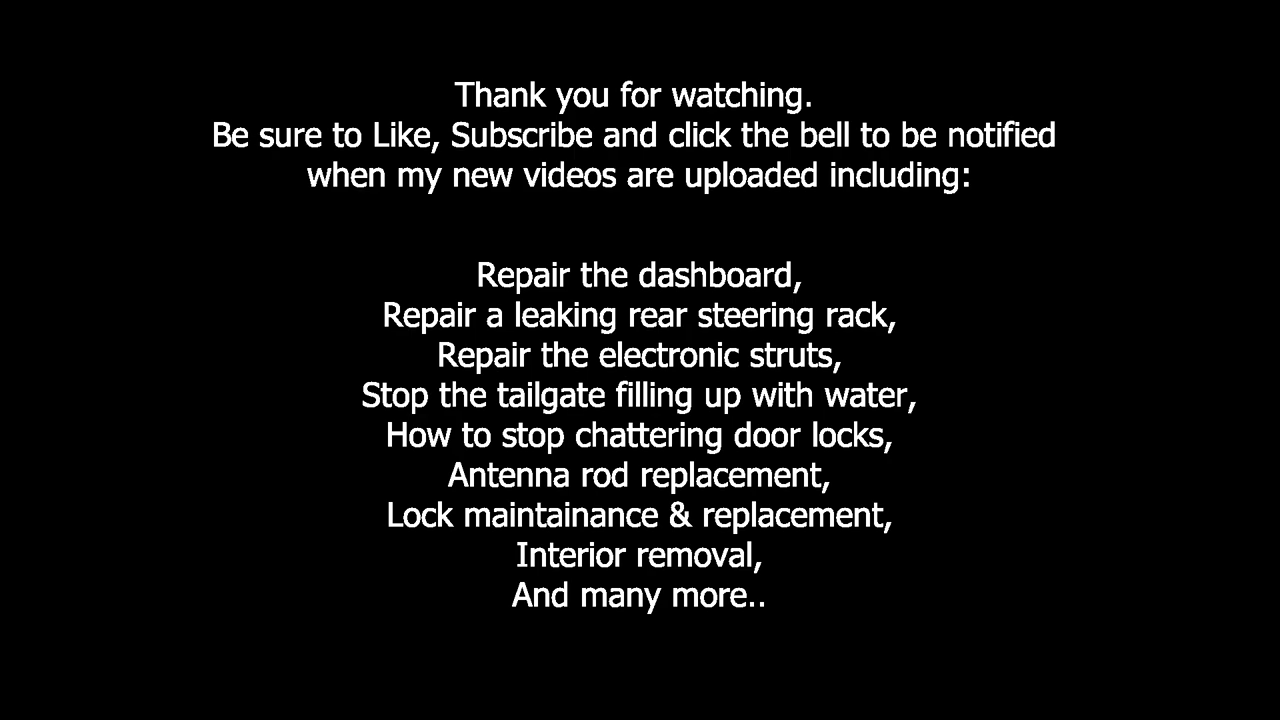 Thank you for watching.
Be sure to Like, Subscribe and click the bell to be notified
when my new videos are uploaded including:
Repair the dashboard,
Repair a leaking rear steering rack,
Repair the electronic struts,
Stop the tailgate filling up with water,
How to stop chattering door locks,
Antenna rod replacement,
Lock maintainance & replacement,
Interior removal,
And many more..